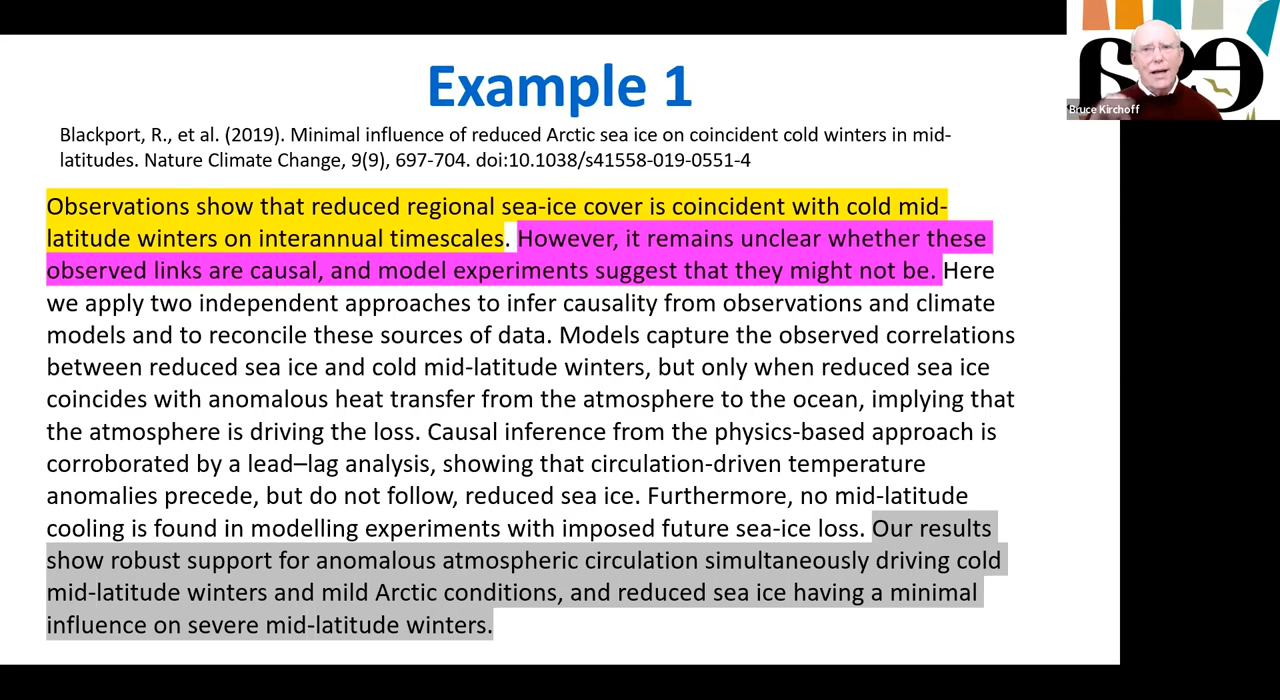 Example 1
Blackport, R., et al. (2019). Minimal influence of reduced Arctic sea ice on coincident cold winters in mid-
latitudes. Nature Climate Change, 9(9), 697-704. doi:10.1038/s41558-019-0551-4
Observations show that reduced regional sea-ice cover is coincident with cold mid-
latitude winters on interannual timescales. However, it remains unclear whether these
observed links are causal, and model experiments suggest that they might not be. Here
we apply two independent approaches to infer causality from observations and climate
models and to reconcile these sources of data. Models capture the observed correlations
between reduced sea ice and cold mid-latitude winters, but only when reduced sea ice
coincides with anomalous heat transfer from the atmosphere to the ocean, implying that
the atmosphere is driving the loss. Causal inference from the physics-based approach is
corroborated by a lead–lag analysis, showing that circulation-driven temperature
anomalies precede, but do not follow, reduced sea ice. Furthermore, no mid-latitude
cooling is found in modelling experiments with imposed future sea-ice loss. Our results
show robust support for anomalous atmospheric circulation simultaneously driving cold
mid-latitude winters and mild Arctic conditions, and reduced sea ice having a minimal
influence on severe mid-latitude winters.
Bruce Kirchoff